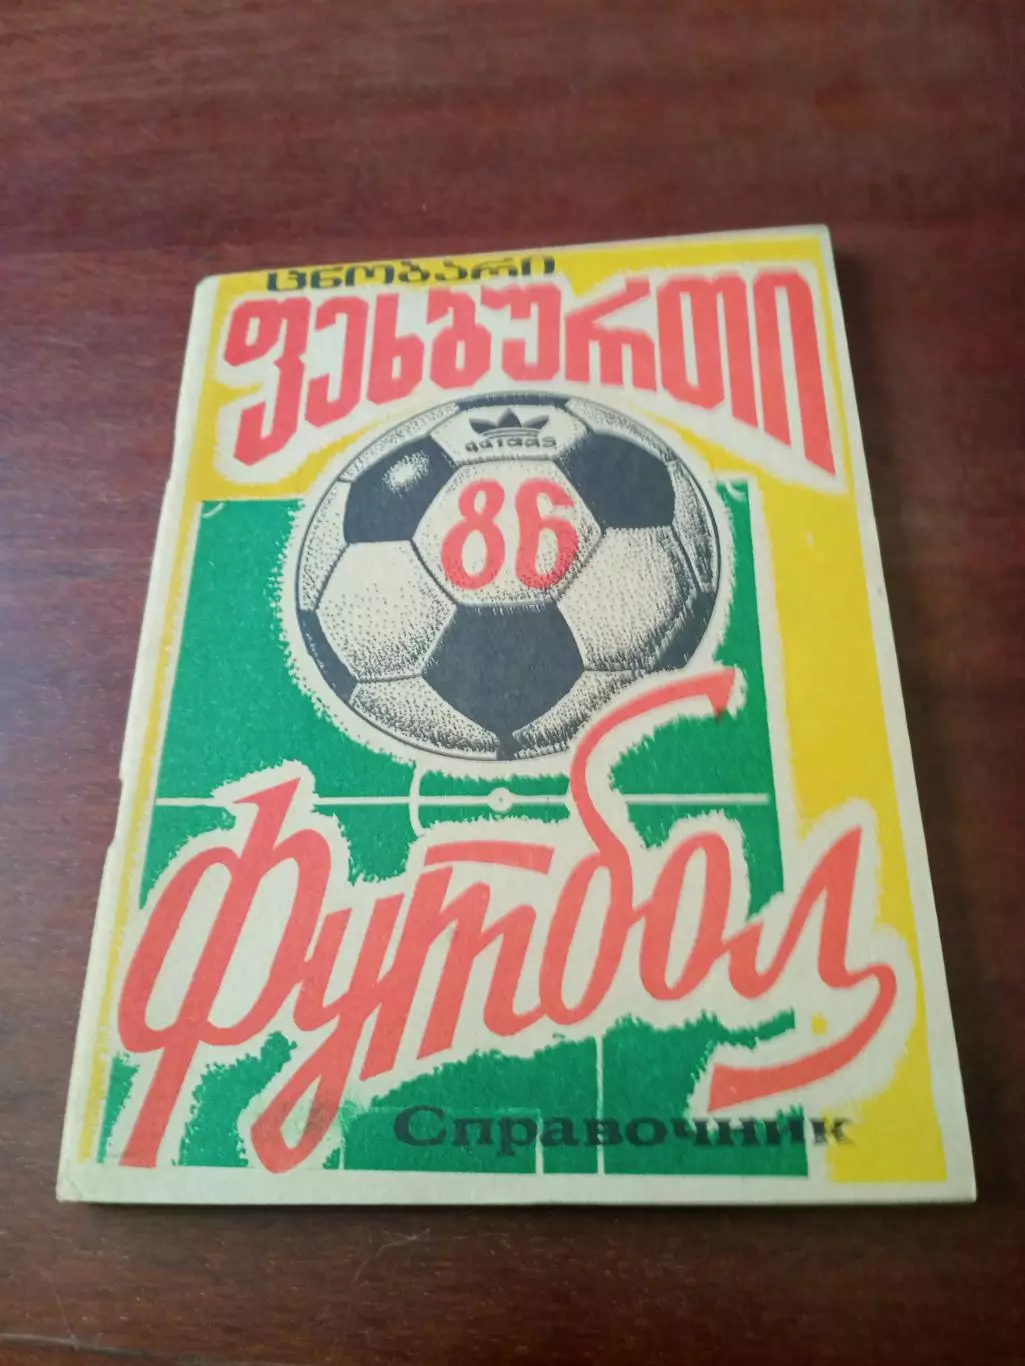 ცნობარი
ფეხბურთი
adidas
86
Футбол
Справочник